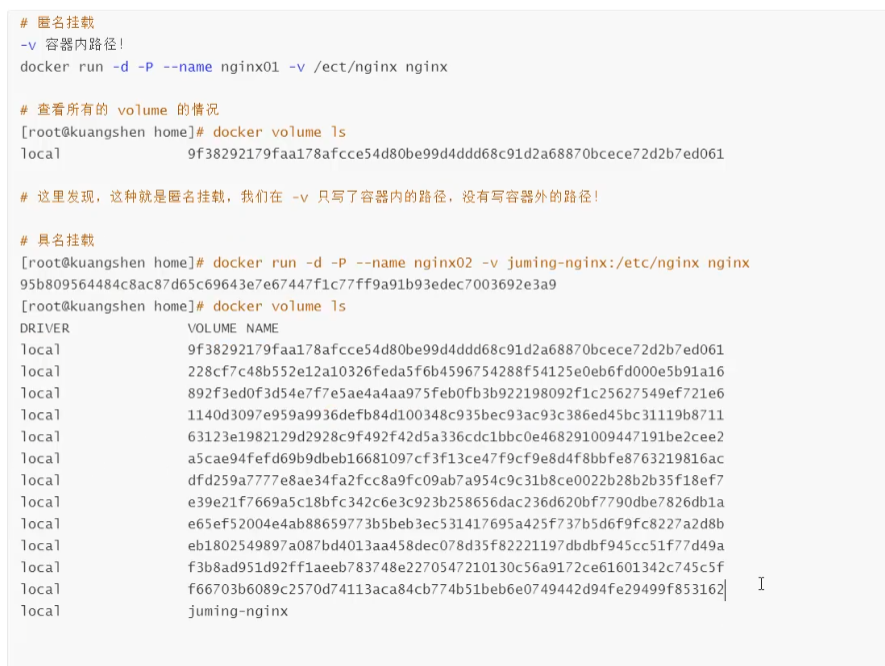 # 匿名挂载
-v 容器内路径!
docker run -d -P --name nginx01 -v /ect/nginx nginx
# 查看所有的 volume 的情况
[root@kuangshen home]# docker volume ls
local 9f38292179faa178afcce54d80be99d4ddd68c91d2a68870bcece72d2b7ed061
# 这里发现，这种就是匿名挂载，我们在 -v 只写了容器内的路径，没有写容器外的路径!
# 具名挂载
[root@kuangshen home]# docker run -d -P --name nginx02 -v juming-nginx:/etc/nginx nginx
95b809564484c8ac87d65c69643e7e67447f1c77ff9a91b93edec7003692e3a9
[root@kuangshen home]# docker volume ls
DRIVER VOLUME NAME
local 9f38292179faa178afcce54d80be99d4ddd68c91d2a68870bcece72d2b7ed061
local 228cf7c48b552e12a10326feda5f6b4596754288f54125e0eb6fd000e5b91a16
local 892f3ed0f3d54e7f7e5ae4a4aa975feb0fb3b922198092f1c25627549ef721e6
local 1140d3097e959a9936defb84d100348c935bec93ac93c386ed45bc31119b8711
local 63123e1982129d2928c9f492f42d5a336cdc1bbc0e468291009447191be2cee2
local a5cae94fefd69b9dbeb16681097cf3f13ce47f9cf9e8d4f8bbfe8763219816ac
local dfd259a7777e8ae34fa2fcc8a9fc09ab7a954c9c31b8ce0022b28b2b35f18ef7
local e39e21f7669a5c18bfc342c6e3c923b258656dac236d620bf7790dbe7826db1a
local e65ef52004e4ab88659773b5beb3ec531417695a425f737b5d6f9fc8227a2d8b
local eb1802549897a087bd4013aa458dec078d35f82221197dbdbf945cc51f77d49a
local f3b8ad951d92ff1aeeb783748e2270547210130c56a9172ce61601342c745c5f
local f66703b6089c2570d74113aca84cb774b51beb6e0749442d94fe29499f853162
local juming-nginx